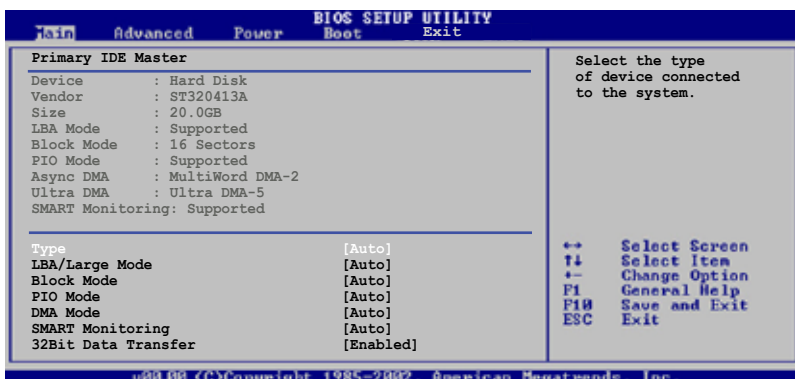 BIOS SETUP UTILITY
Main Advanced Power Boot Exit
Primary IDE Master
Device : Hard Disk
Vendor : ST320413A
Size : 20.0GB
LBA Mode : Supported
Block Mode : 16 Sectors
PIO Mode : Supported
Async DMA : MultiWord DMA-2
Ultra DMA : Ultra DMA-5
SMART Monitoring: Supported
Type [Auto]
LBA/Large Mode [Auto]
Block Mode [Auto]
PIO Mode [Auto]
DMA Mode [Auto]
SMART Monitoring [Auto]
32Bit Data Transfer [Enabled]
Select the type
of device connected
to the system.
↔ Select Screen
↑↓ Select Item
+- Change Option
F1 General Help
F10 Save and Exit
ESC Exit
v00.00 (C)Copyright 1985-2002, American Megatrends, Inc.